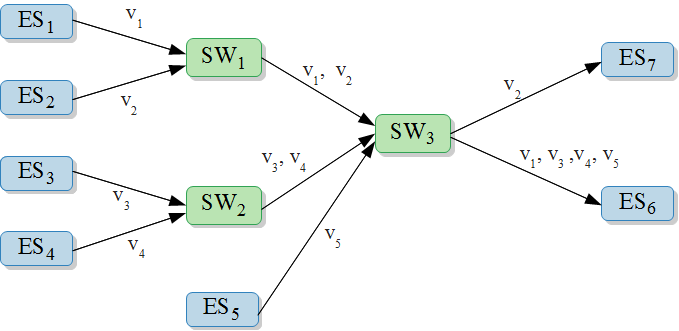 ES₁
v₁
SW₁
ES₂
v₂
v₁, v₂
ES₇
v₂
SW₃
ES₃
v₃
SW₂
v₃, v₄
v₁, v₃ ,v₄, v₅
ES₆
ES₄
v₄
v₅
ES₅